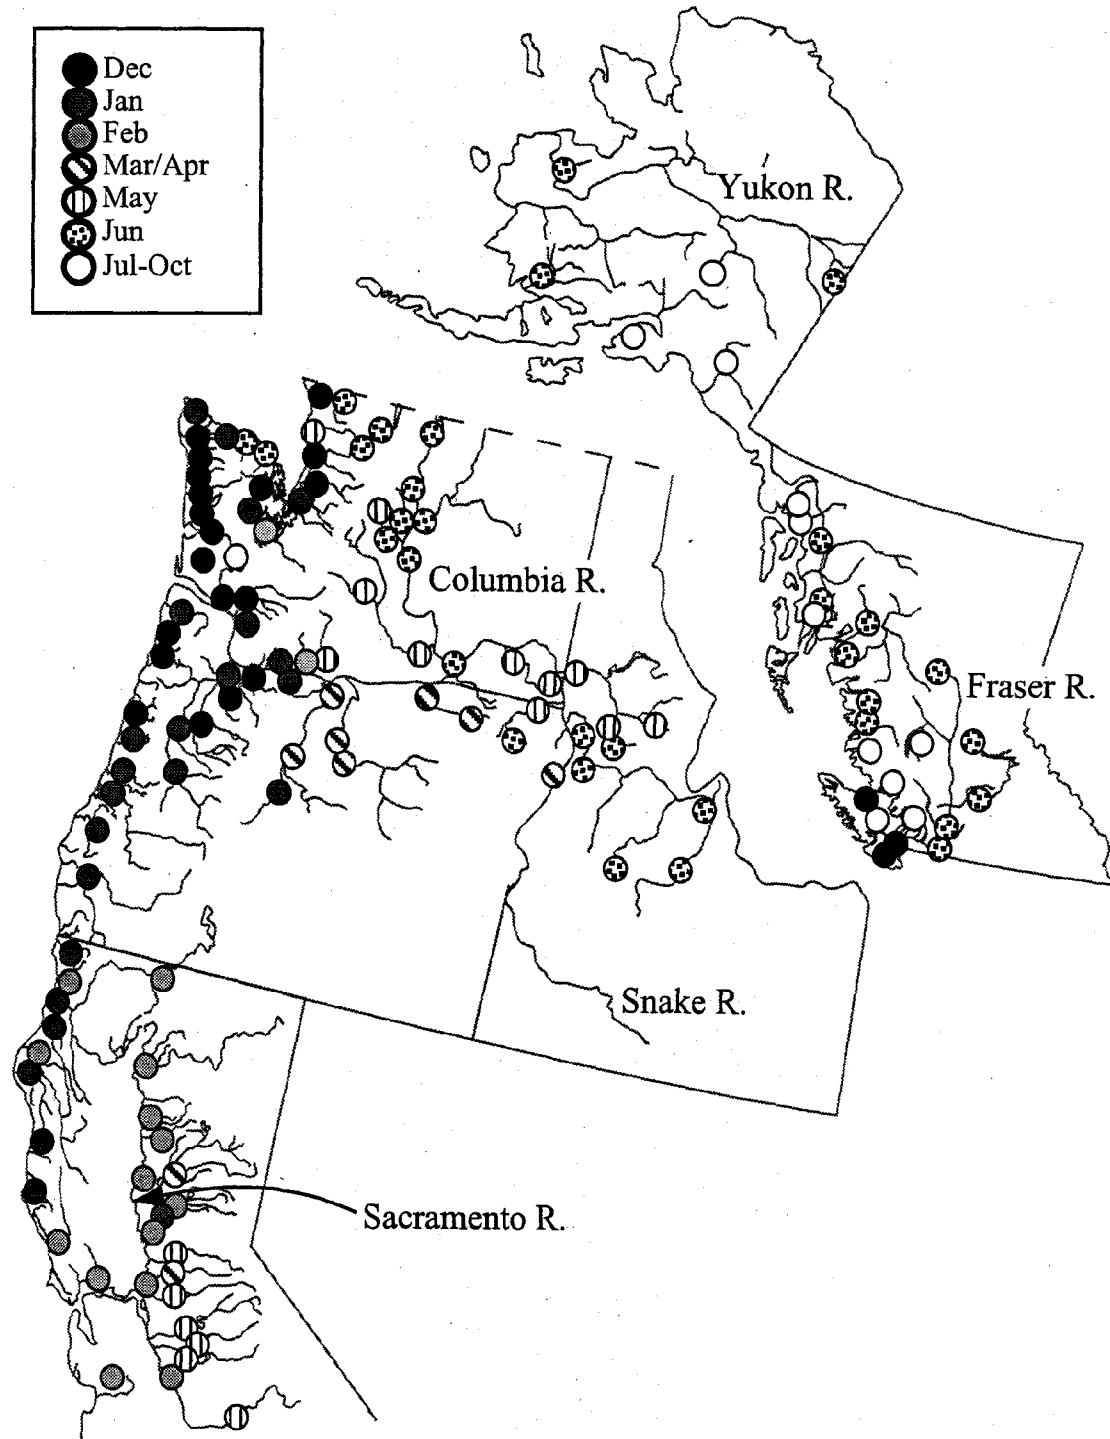 Dec
Jan
Feb
Mar/Apr
May
Jun
Jul-Oct
Yukon R.
Columbia R.
Fraser R.
Snake R.
Sacramento R.